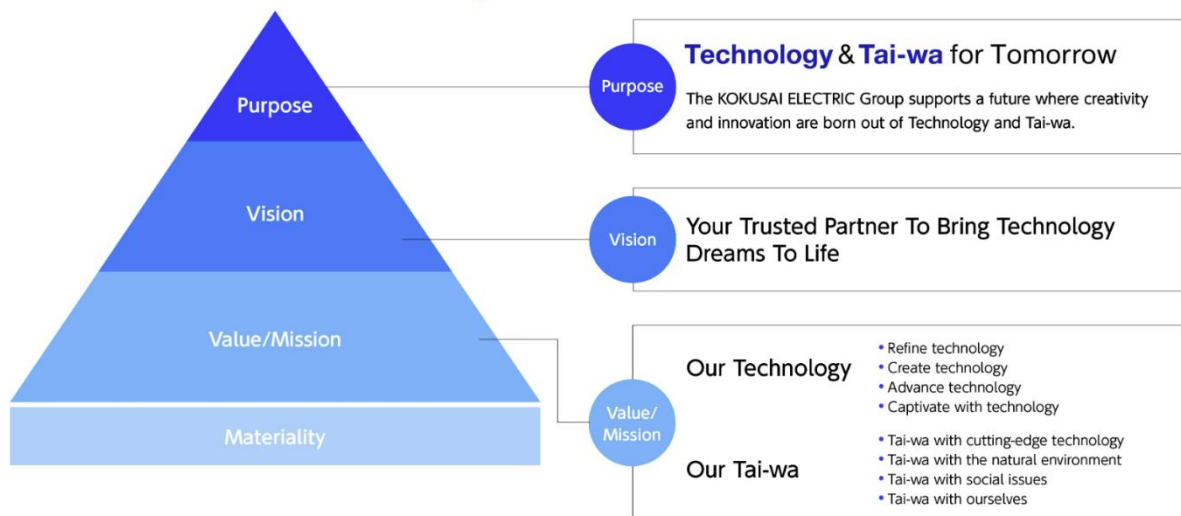 Purpose
Vision
Value/Mission
Materiality
Purpose
Technology & Tai-wa for Tomorrow
The KOKUSAI ELECTRIC Group supports a future where creativity
and innovation are born out of Technology and Tai-wa.
Vision
Your Trusted Partner To Bring Technology
Dreams To Life
Value/
Mission
Our Technology
• Refine technology
• Create technology
• Advance technology
• Captivate with technology
Our Tai-wa
• Tai-wa with cutting-edge technology
• Tai-wa with the natural environment
• Tai-wa with social issues
• Tai-wa with ourselves